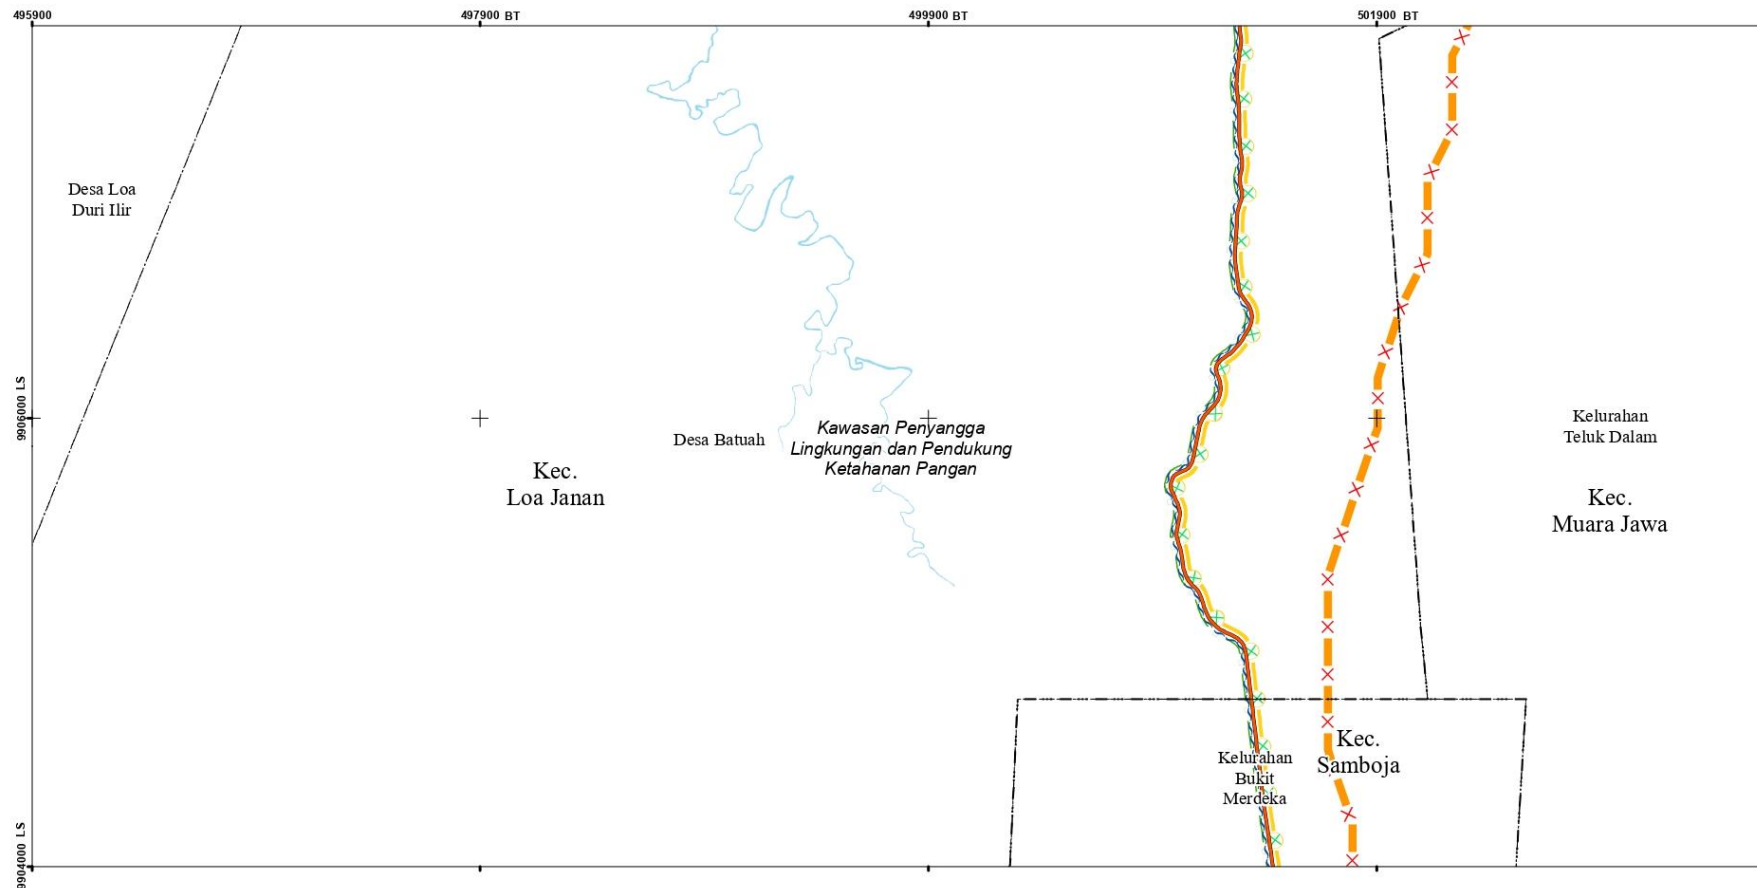 495900
497900 BT
499900 BT
501900 BT
Desa Loa
Duri Ilir
9906000 LS
Kelurahan
Teluk Dalam
Desa Batuah
Kawasan Penyangga
Lingkungan dan Pendukung
Ketahanan Pangan
Kec.
Loa Janan
Kec.
Muara Jawa
Kec.
Samboja
Kelurahan
Bukit
Merdeka
9904000 LS